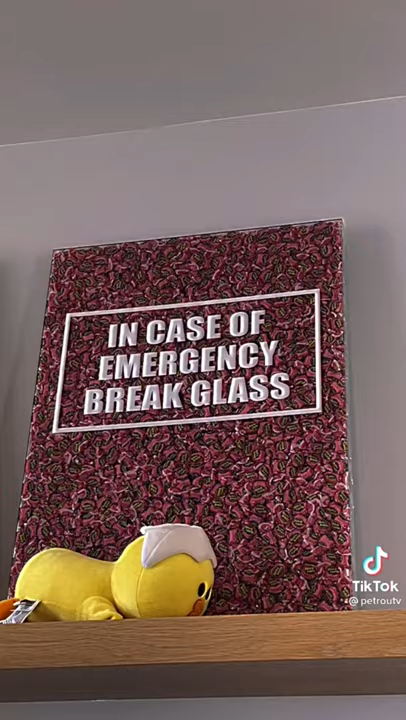 IN CASE OF
EMERGENCY
BREAK GLASS
TikTok
@petroutv